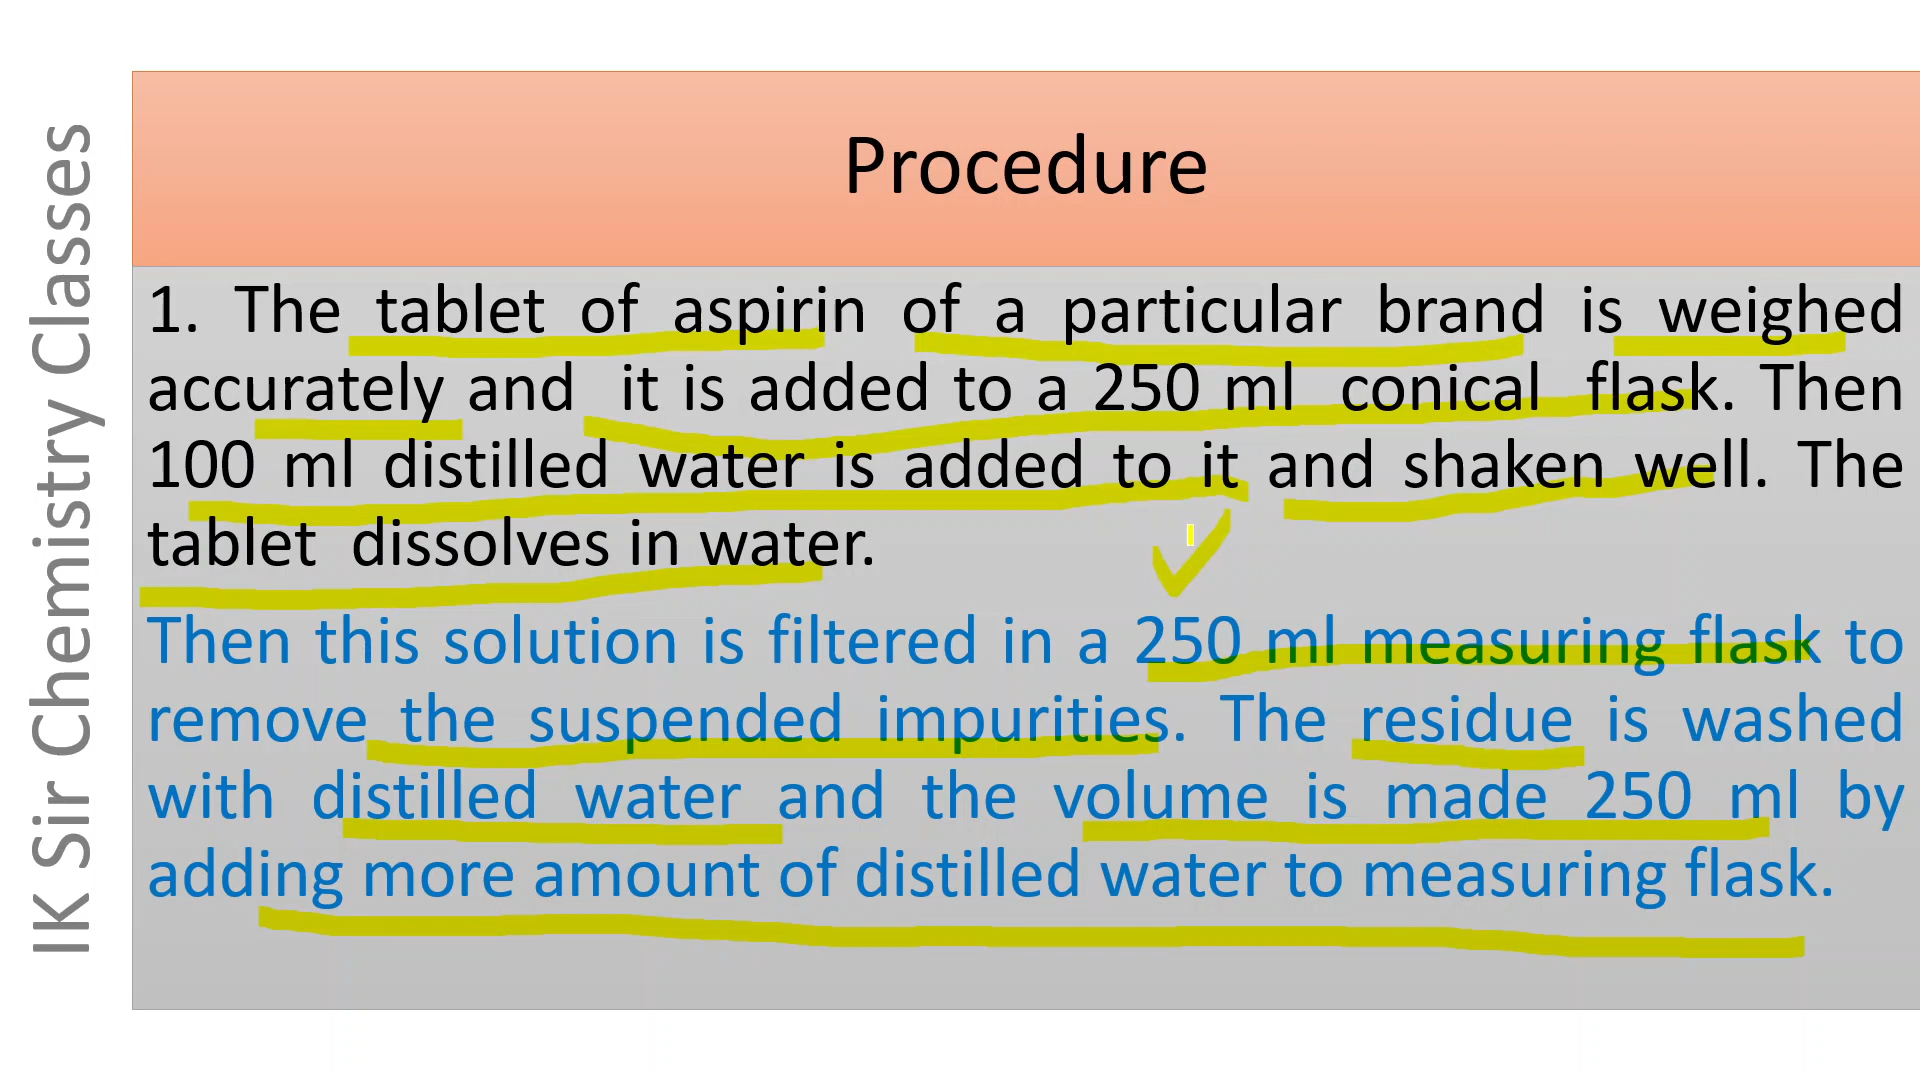 IK Sir Chemistry Classes
Procedure
1. The tablet of aspirin of a particular brand is weighed
accurately and it is added to a 250 ml conical flask. Then
100 ml distilled water is added to it and shaken well. The
tablet dissolves in water.
Then this solution is filtered in a 250 ml measuring flask to
remove the suspended impurities. The residue is washed
with distilled water and the volume is made 250 ml by
adding more amount of distilled water to measuring flask.